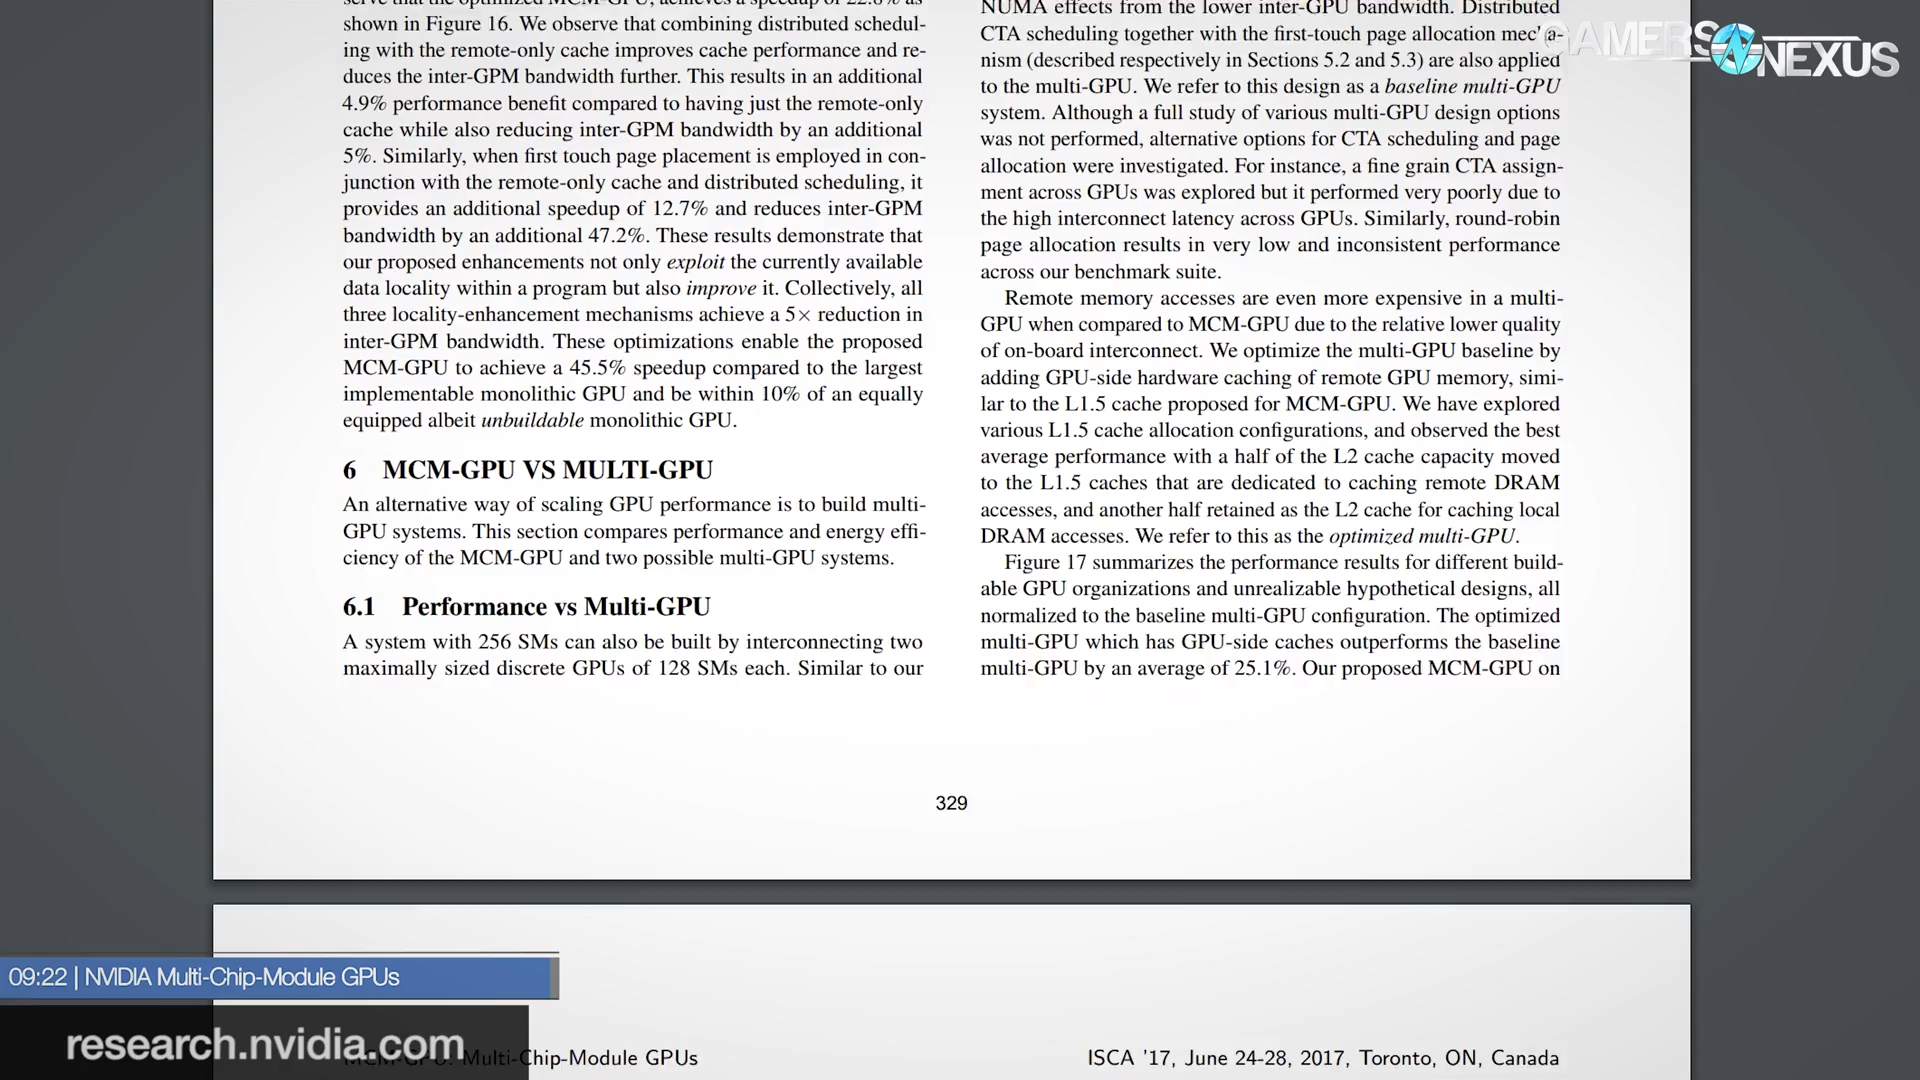 serve that the optimized MCM-GPU, achieves a speedup of 22.8% as
shown in Figure 16. We observe that combining distributed schedul-
ing with the remote-only cache improves cache performance and re-
duces the inter-GPM bandwidth further. This results in an additional
4.9% performance benefit compared to having just the remote-only
cache while also reducing inter-GPM bandwidth by an additional
5%. Similarly, when first touch page placement is employed in con-
junction with the remote-only cache and distributed scheduling, it
provides an additional speedup of 12.7% and reduces inter-GPM
bandwidth by an additional 47.2%. These results demonstrate that
our proposed enhancements not only exploit the currently available
data locality within a program but also improve it. Collectively, all
three locality-enhancement mechanisms achieve a 5× reduction in
inter-GPM bandwidth. These optimizations enable the proposed
MCM-GPU to achieve a 45.5% speedup compared to the largest
implementable monolithic GPU and be within 10% of an equally
equipped albeit unbuildable monolithic GPU.
6 MCM-GPU VS MULTI-GPU
An alternative way of scaling GPU performance is to build multi-
GPU systems. This section compares performance and energy effi-
ciency of the MCM-GPU and two possible multi-GPU systems.
6.1 Performance vs Multi-GPU
A system with 256 SMs can also be built by interconnecting two
maximally sized discrete GPUs of 128 SMs each. Similar to our
NUMA effects from the lower inter-GPU bandwidth. Distributed
CTA scheduling together with the first-touch page allocation mecha-
nism (described respectively in Sections 5.2 and 5.3) are also applied
to the multi-GPU. We refer to this design as a baseline multi-GPU
system. Although a full study of various multi-GPU design options
was not performed, alternative options for CTA scheduling and page
allocation were investigated. For instance, a fine grain CTA assign-
ment across GPUs was explored but it performed very poorly due to
the high interconnect latency across GPUs. Similarly, round-robin
page allocation results in very low and inconsistent performance
across our benchmark suite.
Remote memory accesses are even more expensive in a multi-
GPU when compared to MCM-GPU due to the relative lower quality
of on-board interconnect. We optimize the multi-GPU baseline by
adding GPU-side hardware caching of remote GPU memory, simi-
lar to the L1.5 cache proposed for MCM-GPU. We have explored
various L1.5 cache allocation configurations, and observed the best
average performance with a half of the L2 cache capacity moved
to the L1.5 caches that are dedicated to caching remote DRAM
accesses, and another half retained as the L2 cache for caching local
DRAM accesses. We refer to this as the optimized multi-GPU.
Figure 17 summarizes the performance results for different build-
able GPU organizations and unrealizable hypothetical designs, all
normalized to the baseline multi-GPU configuration. The optimized
multi-GPU which has GPU-side caches outperforms the baseline
multi-GPU by an average of 25.1%. Our proposed MCM-GPU on
329
GAMERS NEXUS
09:22 | NVIDIA Multi-Chip-Module GPUs
research.nvidia.com
MCM-GPU: Multi-Chip-Module GPUs
ISCA '17, June 24-28, 2017, Toronto, ON, Canada